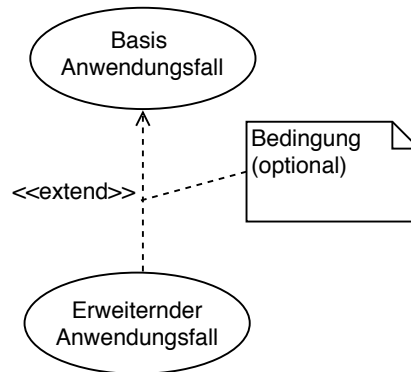 Basis
Anwendungsfall
<<extend>>
Bedingung
(optional)
Erweiternder
Anwendungsfall